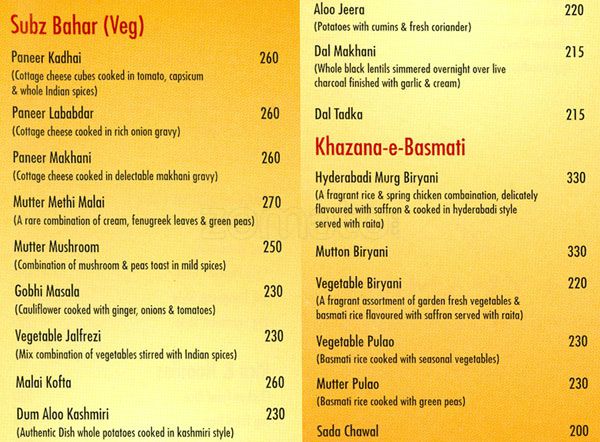 Subz Bahar (Veg)
Paneer Kadhai 260
(Cottage cheese cubes cooked in tomato, capsicum
& whole Indian spices)
Paneer Lababdar 260
(Cottage cheese cooked in rich onion gravy)
Paneer Makhani 260
(Cottage cheese cooked in delectable makhani gravy)
Mutter Methi Malai 270
(A rare combination of cream, fenugreek leaves & green peas)
Mutter Mushroom 250
(Combination of mushroom & peas toast in mild spices)
Gobhi Masala 230
(Cauliflower cooked with ginger, onions & tomatoes)
Vegetable Jalfrezi 230
(Mix combination of vegetables stirred with Indian spices)
Malai Kofta 260
Dum Aloo Kashmiri 230
(Authentic Dish whole potatoes cooked in kashmiri style)
Aloo Jeera 220
(Potatoes with cumins & fresh coriander)
Dal Makhani 215
(Whole black lentils simmered overnight over live
charcoal finished with garlic & cream)
Dal Tadka 215
Khazana-e-Basmati
Hyderabadi Murg Biryani 330
(A fragrant rice & spring chicken combaination, delicately
flavoured with saffron & cooked in hyderabadi style
served with raita)
Mutton Biryani 330
Vegetable Biryani 220
(A fragrant assortment of garden fresh vegetables &
basmati rice flavoured with saffron served with raita)
Vegetable Pulao 230
(Basmati rice cooked with seasonal vegetables)
Mutter Pulao 230
(Basmati rice cooked with green peas)
Sada Chawal 200